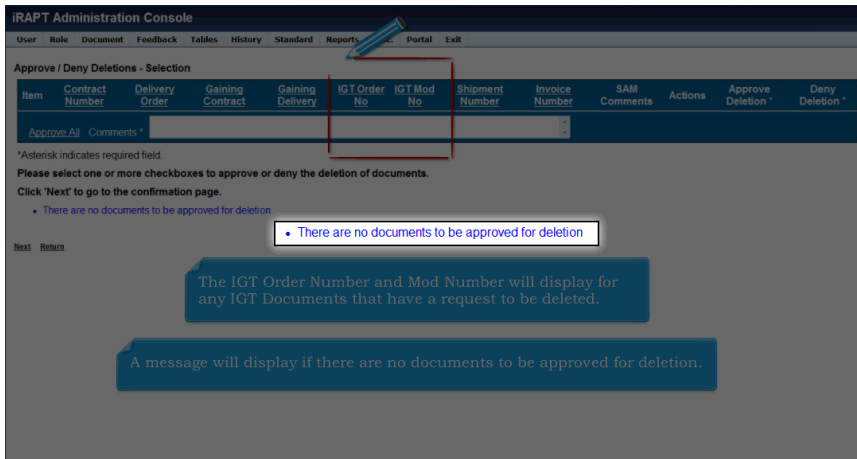 iRAPT Administration Console
User Role Document Feedback Tables History Standard Reports Portal Exit
Approve / Deny Deletions - Selection
Item Contract Number Delivery Order Gaining Contract Gaining Delivery IGT Order No IGT Mod No Shipment Number Invoice Number SAM Comments Actions Approve Deletion * Deny Deletion *
Approve All Comments *
*Asterisk indicates required field.
Please select one or more checkboxes to approve or deny the deletion of documents.
Click 'Next' to go to the confirmation page.
• There are no documents to be approved for deletion
• There are no documents to be approved for deletion
Next Return
The IGT Order Number and Mod Number will display for
any IGT Documents that have a request to be deleted.
A message will display if there are no documents to be approved for deletion.